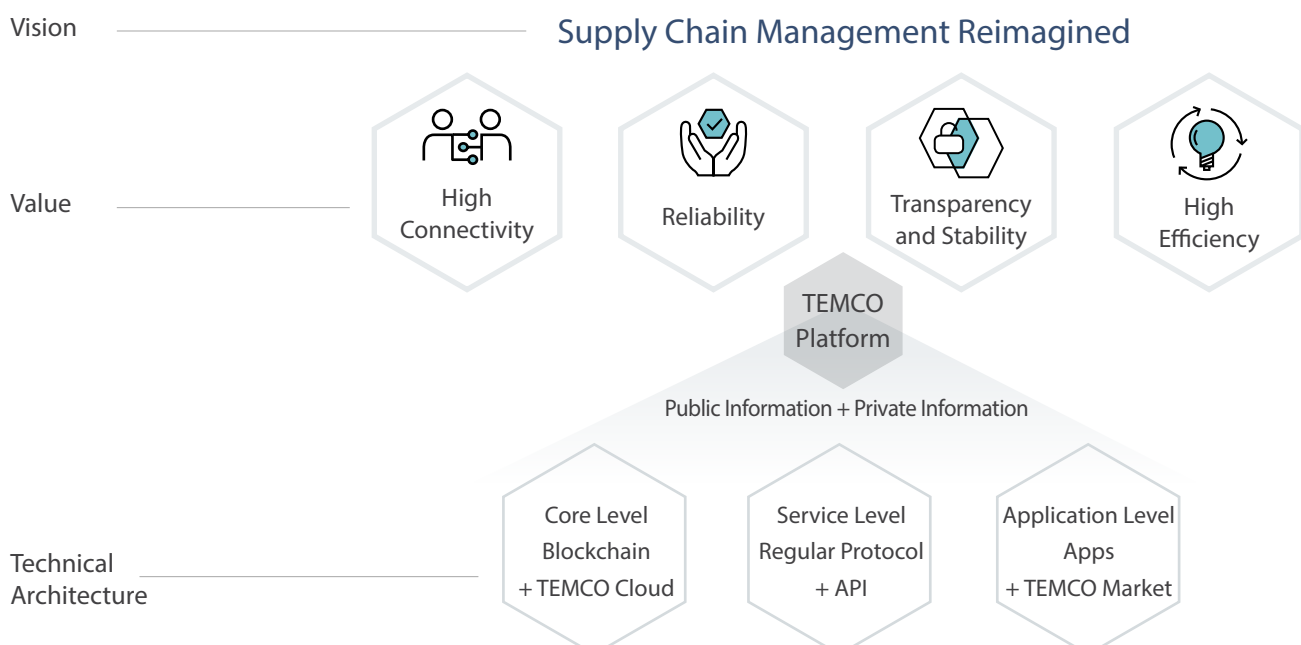 Vision
Supply Chain Management Reimagined
Value
High
Connectivity
Reliability
Transparency
and Stability
High
Efficiency
TEMCO
Platform
Public Information + Private Information
Technical
Architecture
Core Level
Blockchain
+ TEMCO Cloud
Service Level
Regular Protocol
+ API
Application Level
Apps
+ TEMCO Market